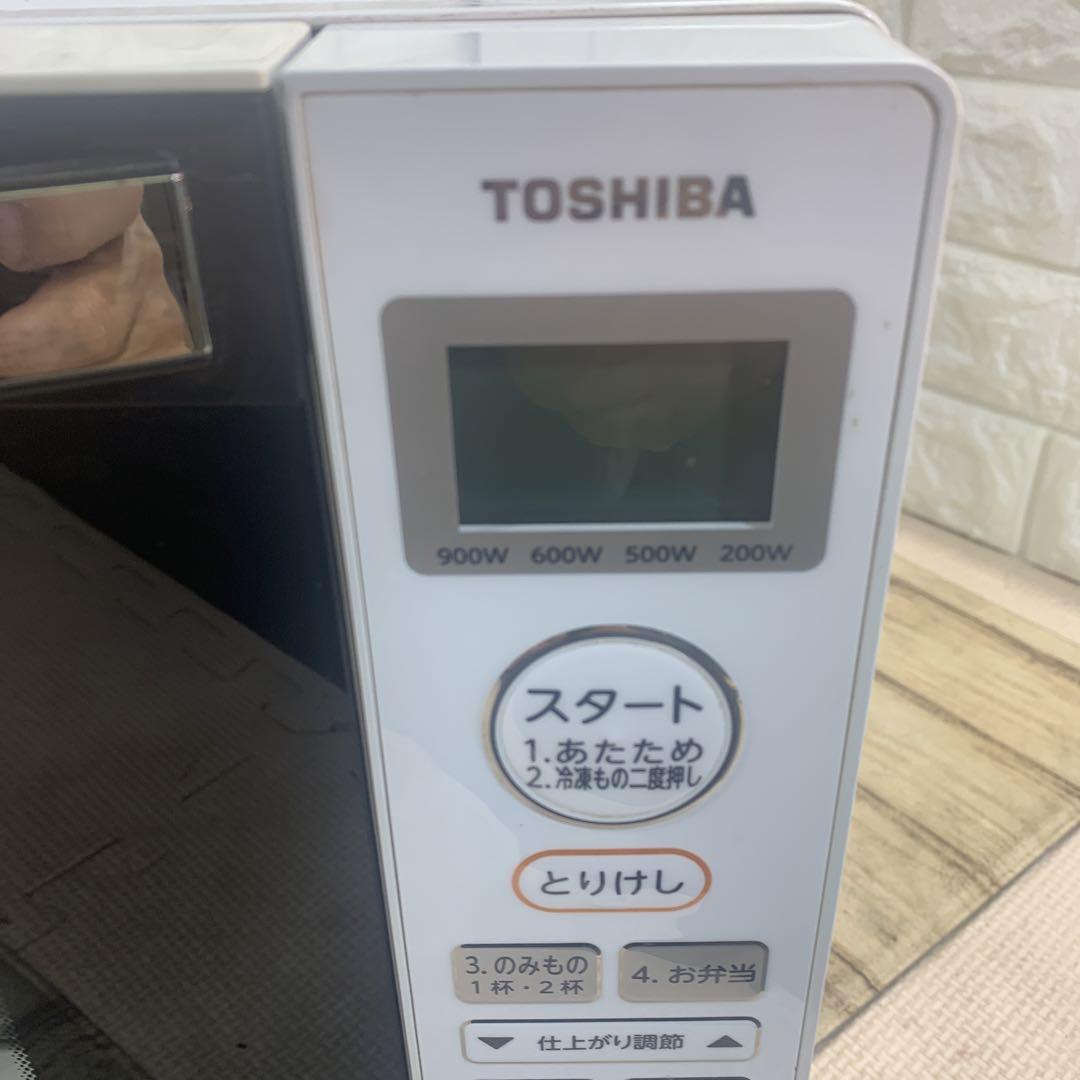 TOSHIBA
900W 600W 500W 200W
スタート
1.あたため
2.冷凍もの二度押し
とりけし
3.のみもの
1杯・2杯
4.お弁当
▼ 仕上がり調節 ▲